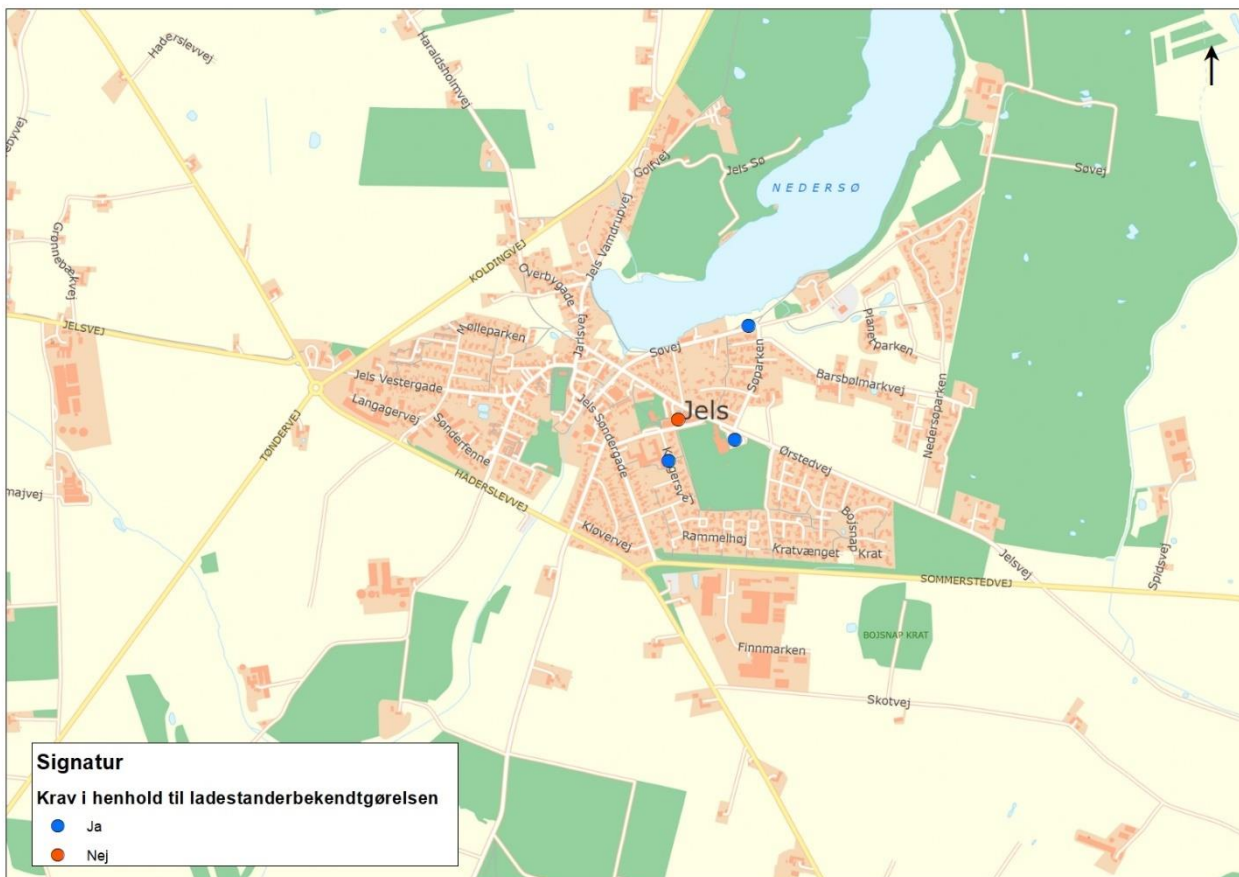 Haderslevvej
Haraldsholmvej
Grønnebækvej
JELSVEJ
KOLDINGVEJ
Golfvej
Jels Sø
NEDERSØ
Søvej
Jels Vamdrupvej
Overbygade
Mølleparken
Jarlsvej
Søvej
Planetparken
Jels Vestergade
Langagervej
Sønderfenne
Jels Søndergade
Søparken
Barsbølmarkvej
Nedersøparken
Jels
TØNDERVEJ
HADERSLEVVEJ
Ørstedvej
Kløvervej
Rammelhøj
Kratvænget
Bojsnap
Krat
Jelsvej
Spidsvej
SOMMERSTEDVEJ
BOJSNAP KRAT
Finnmarken
Skotvej
Signatur
Krav i henhold til ladestanderbekendtgørelsen
Ja
Nej